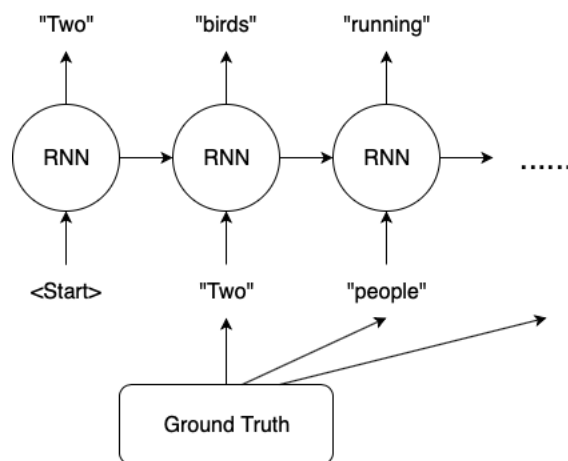 "Two" "birds" "running"
RNN RNN RNN
......
<Start> "Two" "people"
Ground Truth